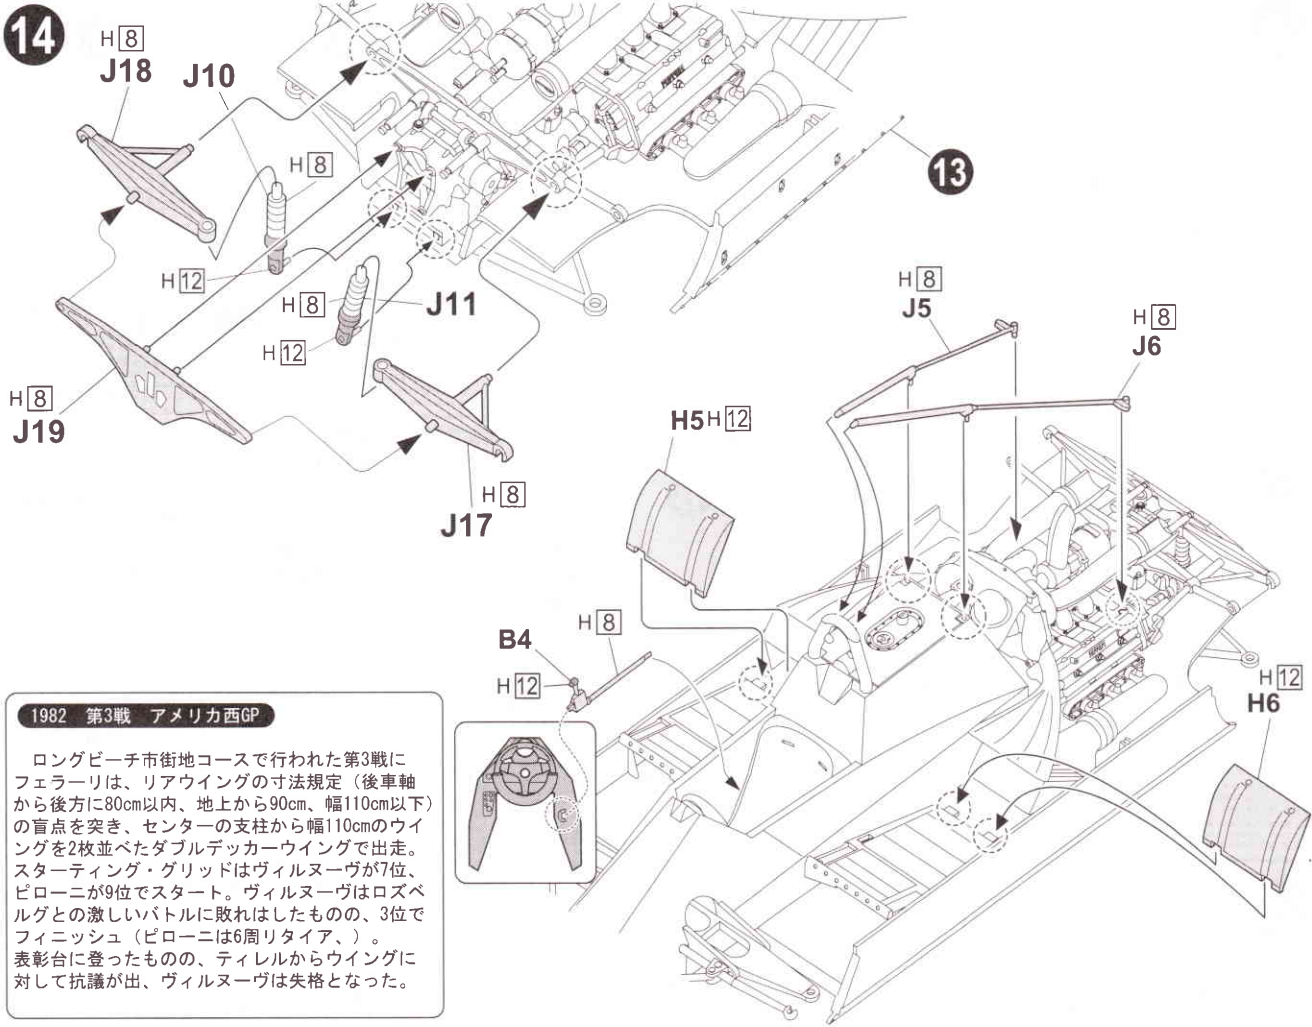 14
H 8
J18
J10
H 8
13
H 12
H 8
J11
H 12
H 8
J5
H 8
J6
H 8
J19
H5 H 12
H 8
J17
H 8
B4
H 12
H 12
H6
1982 第3戦 アメリカ西GP
ロングビーチ市街地コースで行われた第3戦に
フェラーリは、リアウイングの寸法規定（後車軸
から後方に80cm以内、地上から90cm、幅110cm以下）
の盲点を突き、センターの支柱から幅110cmのウイ
ングを2枚並べたダブルデッカーウイングで出走。
スターティング・グリッドはヴィルヌーヴが7位、
ピローニが9位でスタート。ヴィルヌーヴはロズベ
ルグとの激しいバトルに敗れはしたものの、3位で
フィニッシュ（ピローニは6周リタイア、）。
表彰台に登ったものの、ティレルからウイングに
対して抗議が出、ヴィルヌーヴは失格となった。